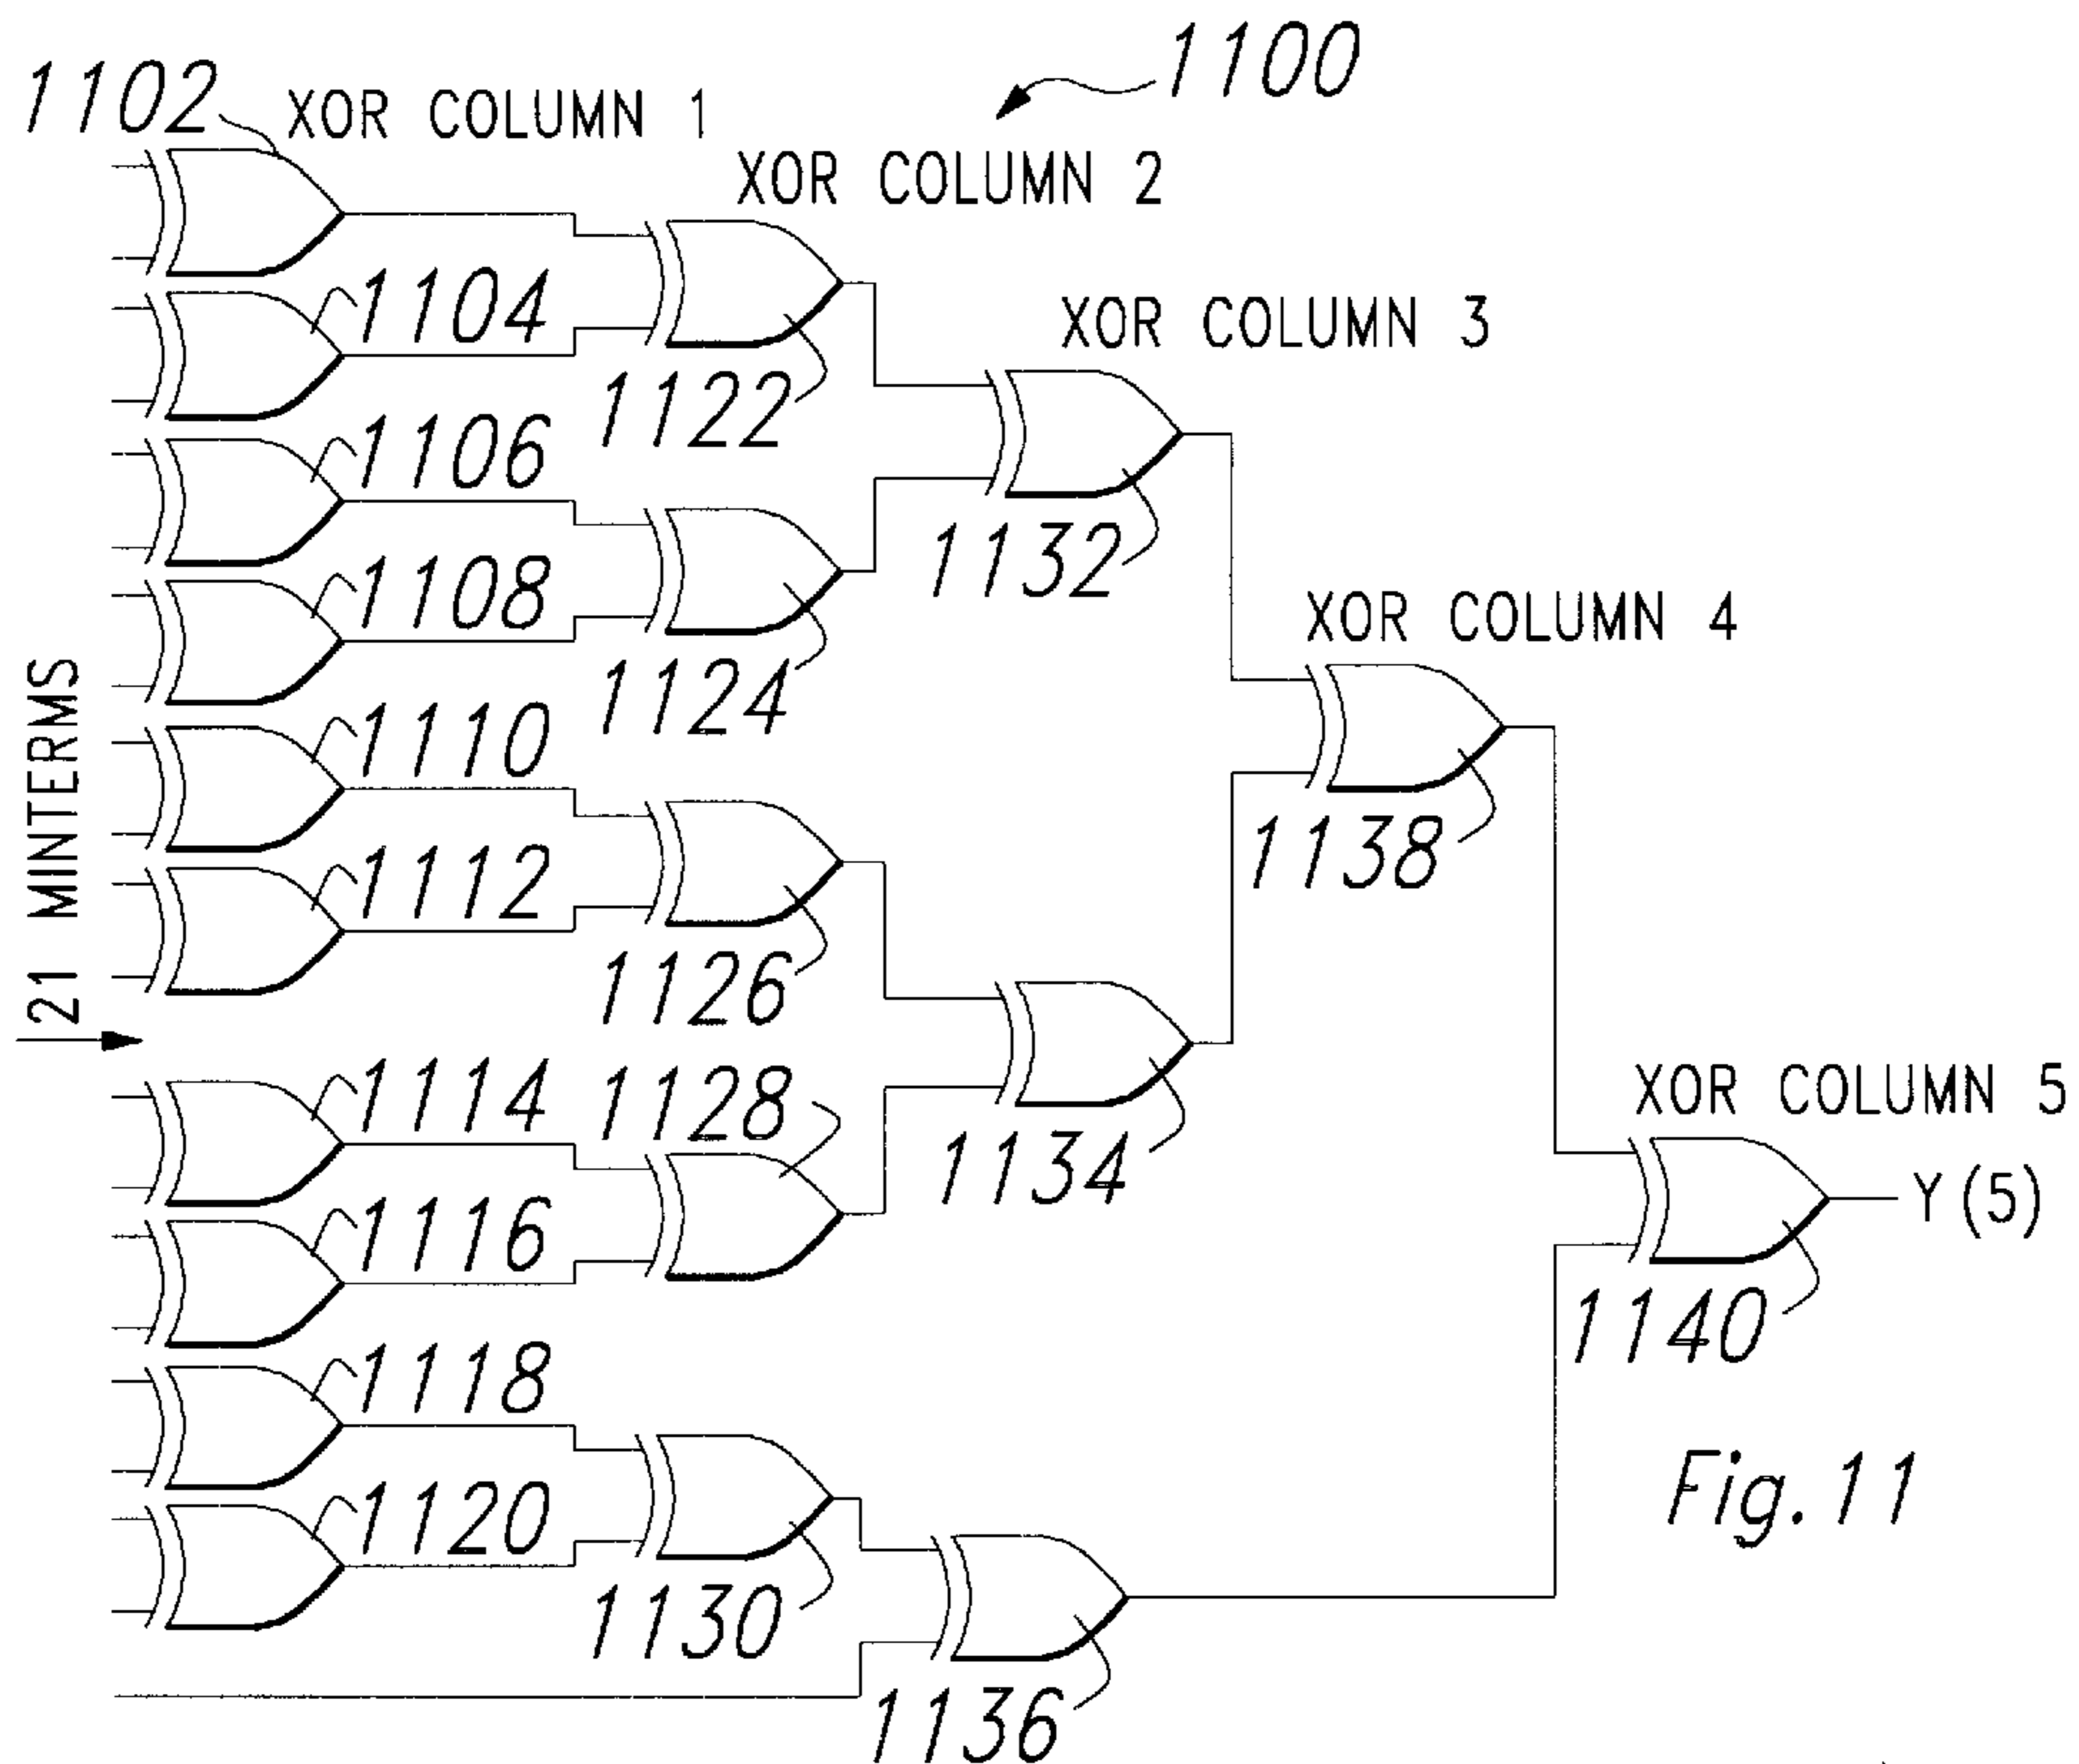 1100
1102
XOR COLUMN 1
XOR COLUMN 2
1104
XOR COLUMN 3
1122
1106
1132
1108
XOR COLUMN 4
1124
21 MINTERMS
1110
1138
1112
1126
XOR COLUMN 5
1114
1128
1134
Y(5)
1116
1140
1118
Fig. 11
1120
1130
1136